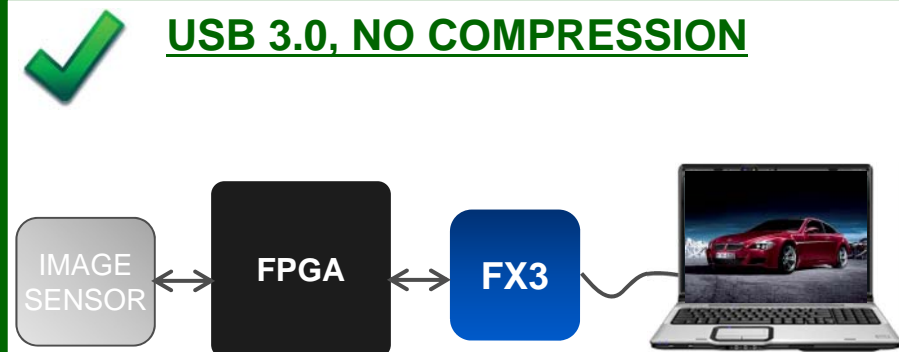 USB 3.0, NO COMPRESSION
IMAGE
SENSOR
FPGA
FX3